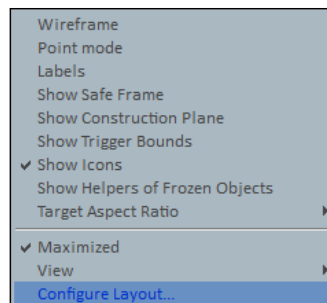 Wireframe
Point mode
Labels
Show Safe Frame
Show Construction Plane
Show Trigger Bounds
Show Icons
Show Helpers of Frozen Objects
Target Aspect Ratio
Maximized
View
Configure Layout...